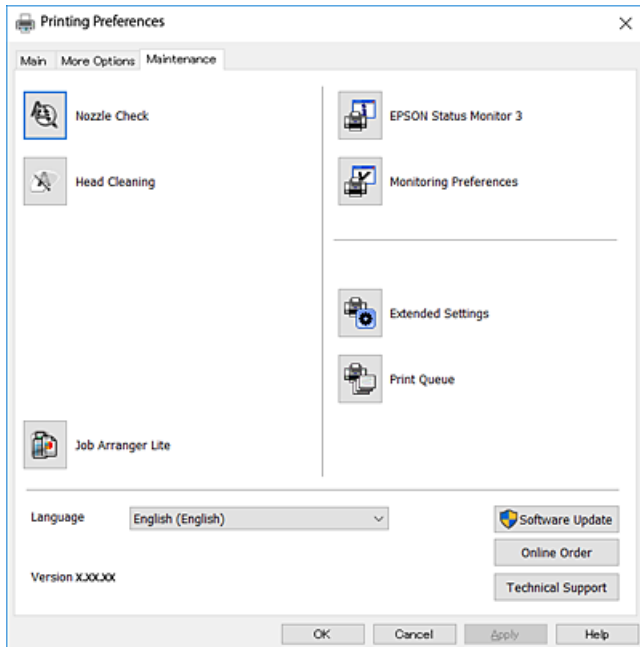 Printing Preferences
Main
More Options
Maintenance
Nozzle Check
Head Cleaning
Job Arranger Lite
EPSON Status Monitor 3
Monitoring Preferences
Extended Settings
Print Queue
Language
English (English)
Software Update
Online Order
Version X.XX.XX
Technical Support
OK
Cancel
Apply
Help